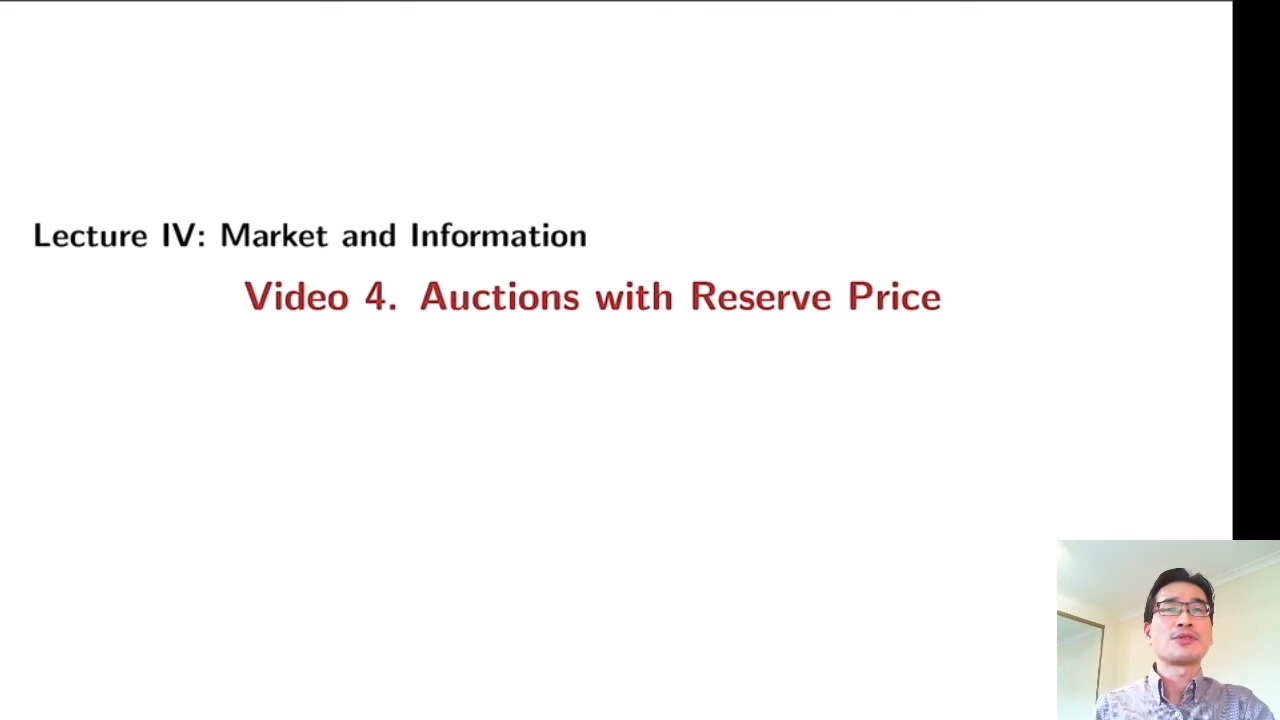 Lecture IV: Market and Information
Video 4. Auctions with Reserve Price